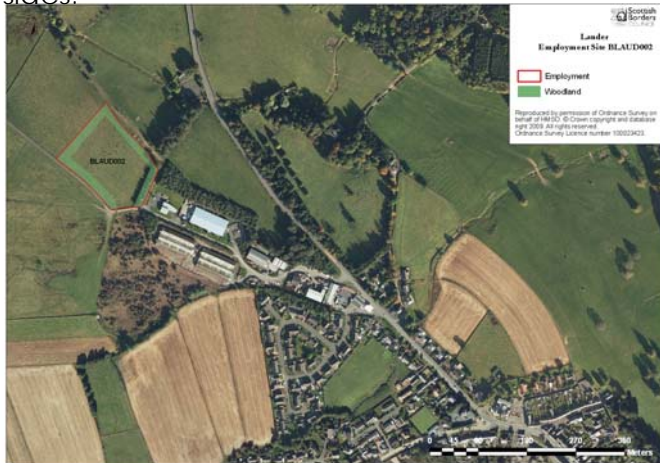 sides.
Scottish
Borders
Lauder
Employment Site BLAUD002
Employment
Woodland
Reproduced by permission of Ordnance Survey on
behalf of HMSO. © Crown copyright and database
right 2009. All rights reserved.
Ordnance Survey Licence number 100023423.
BLAUD002
0 45 90 180 270 360
Meters